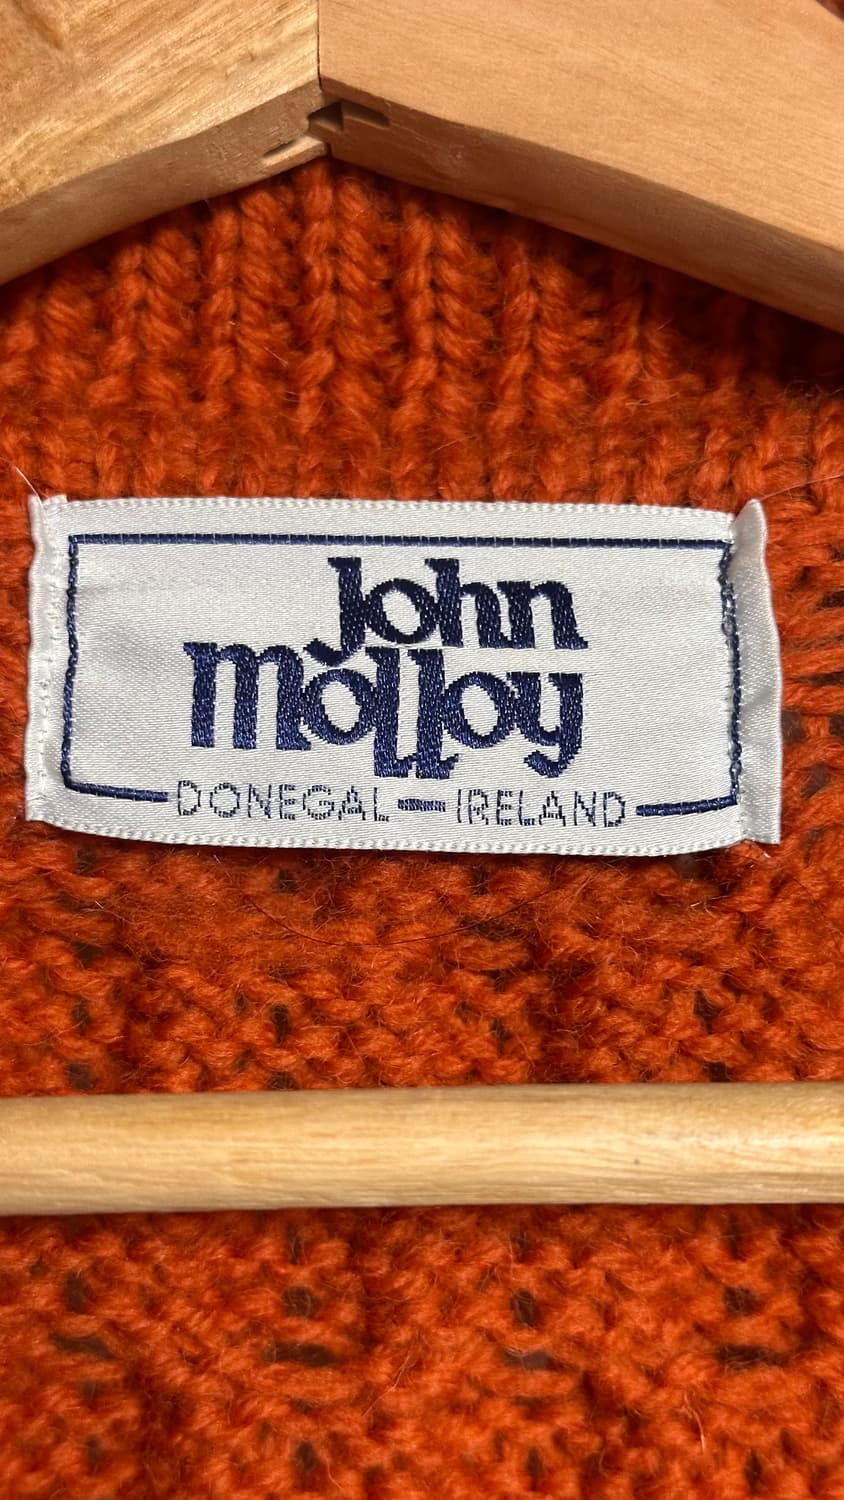 John
molloy
DONEGAL — IRELAND